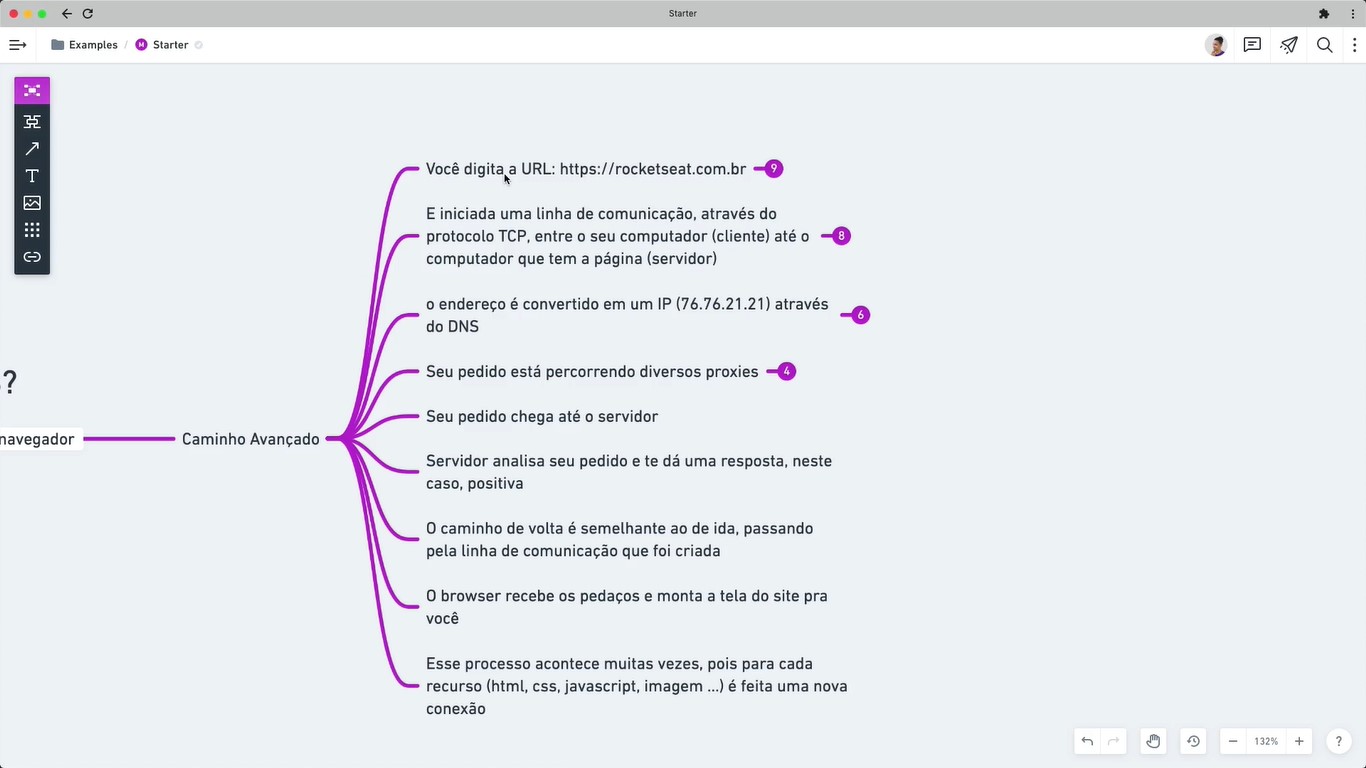 Starter
Examples / M Starter
Você digita a URL: https://rocketseat.com.br 9
E iniciada uma linha de comunicação, através do
protocolo TCP, entre o seu computador (cliente) até o 8
computador que tem a página (servidor)
o endereço é convertido em um IP (76.76.21.21) através
do DNS 6
Seu pedido está percorrendo diversos proxies 4
?
Seu pedido chega até o servidor
navegador
Caminho Avançado
Servidor analisa seu pedido e te dá uma resposta, neste
caso, positiva
O caminho de volta é semelhante ao de ida, passando
pela linha de comunicação que foi criada
O browser recebe os pedaços e monta a tela do site pra
você
Esse processo acontece muitas vezes, pois para cada
recurso (html, css, javascript, imagem ...) é feita uma nova
conexão
132%
?